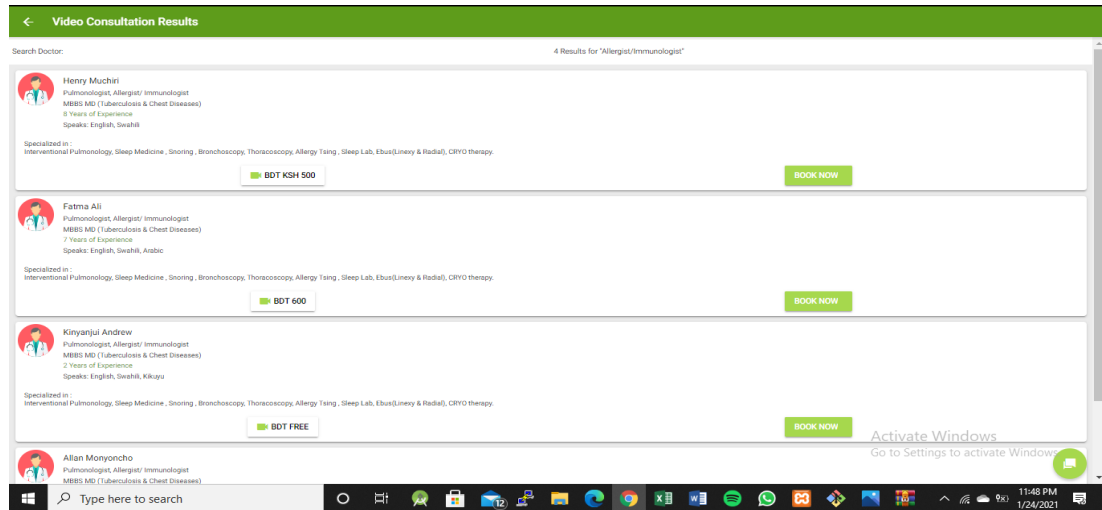 Video Consultation Results
Search Doctor:
4 Results for "Allergist/Immunologist"
Henry Muchiri
Pulmonologist, Allergist/ Immunologist
MBBS MD (Tuberculosis & Chest Diseases)
8 Years of Experience
Speaks: English, Swahili
Specialized in :
Interventional Pulmonology, Sleep Medicine , Snoring , Bronchoscopy, Thoracoscopy, Allergy Tsing , Sleep Lab, Ebus(Linexy & Radial), CRYO therapy.
BDT KSH 500
BOOK NOW
Fatma Ali
Pulmonologist, Allergist/ Immunologist
MBBS MD (Tuberculosis & Chest Diseases)
7 Years of Experience
Speaks: English, Swahili, Arabic
Specialized in :
Interventional Pulmonology, Sleep Medicine , Snoring , Bronchoscopy, Thoracoscopy, Allergy Tsing , Sleep Lab, Ebus(Linexy & Radial), CRYO therapy.
BDT 600
BOOK NOW
Kinyanjui Andrew
Pulmonologist, Allergist/ Immunologist
MBBS MD (Tuberculosis & Chest Diseases)
2 Years of Experience
Speaks: English, Swahili, Kikuyu
Specialized in :
Interventional Pulmonology, Sleep Medicine , Snoring , Bronchoscopy, Thoracoscopy, Allergy Tsing , Sleep Lab, Ebus(Linexy & Radial), CRYO therapy.
BDT FREE
BOOK NOW
Activate Windows
Go to Settings to activate Windows
Allan Monyoncho
Pulmonologist, Allergist/ Immunologist
MBBS MD (Tuberculosis & Chest Diseases)
Type here to search
12
11:48 PM
1/24/2021